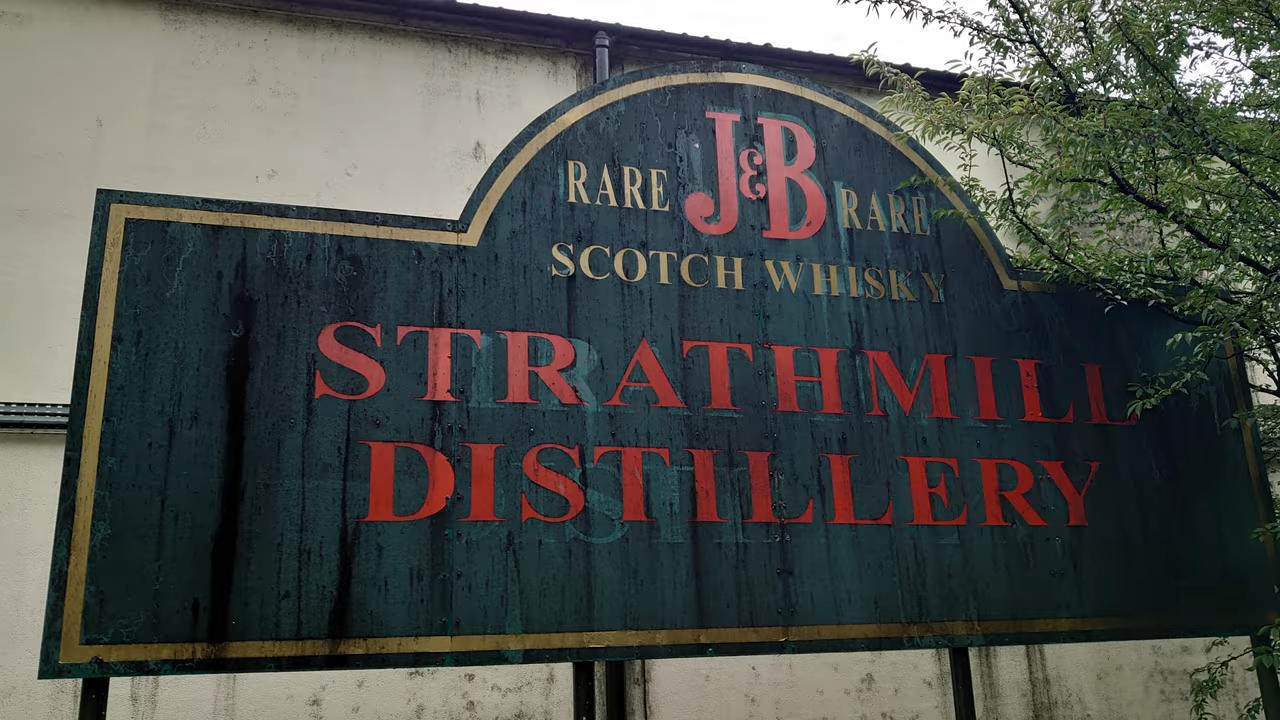 RARE J&B RARE
SCOTCH WHISKY
STRATHMILL
DISTILLERY